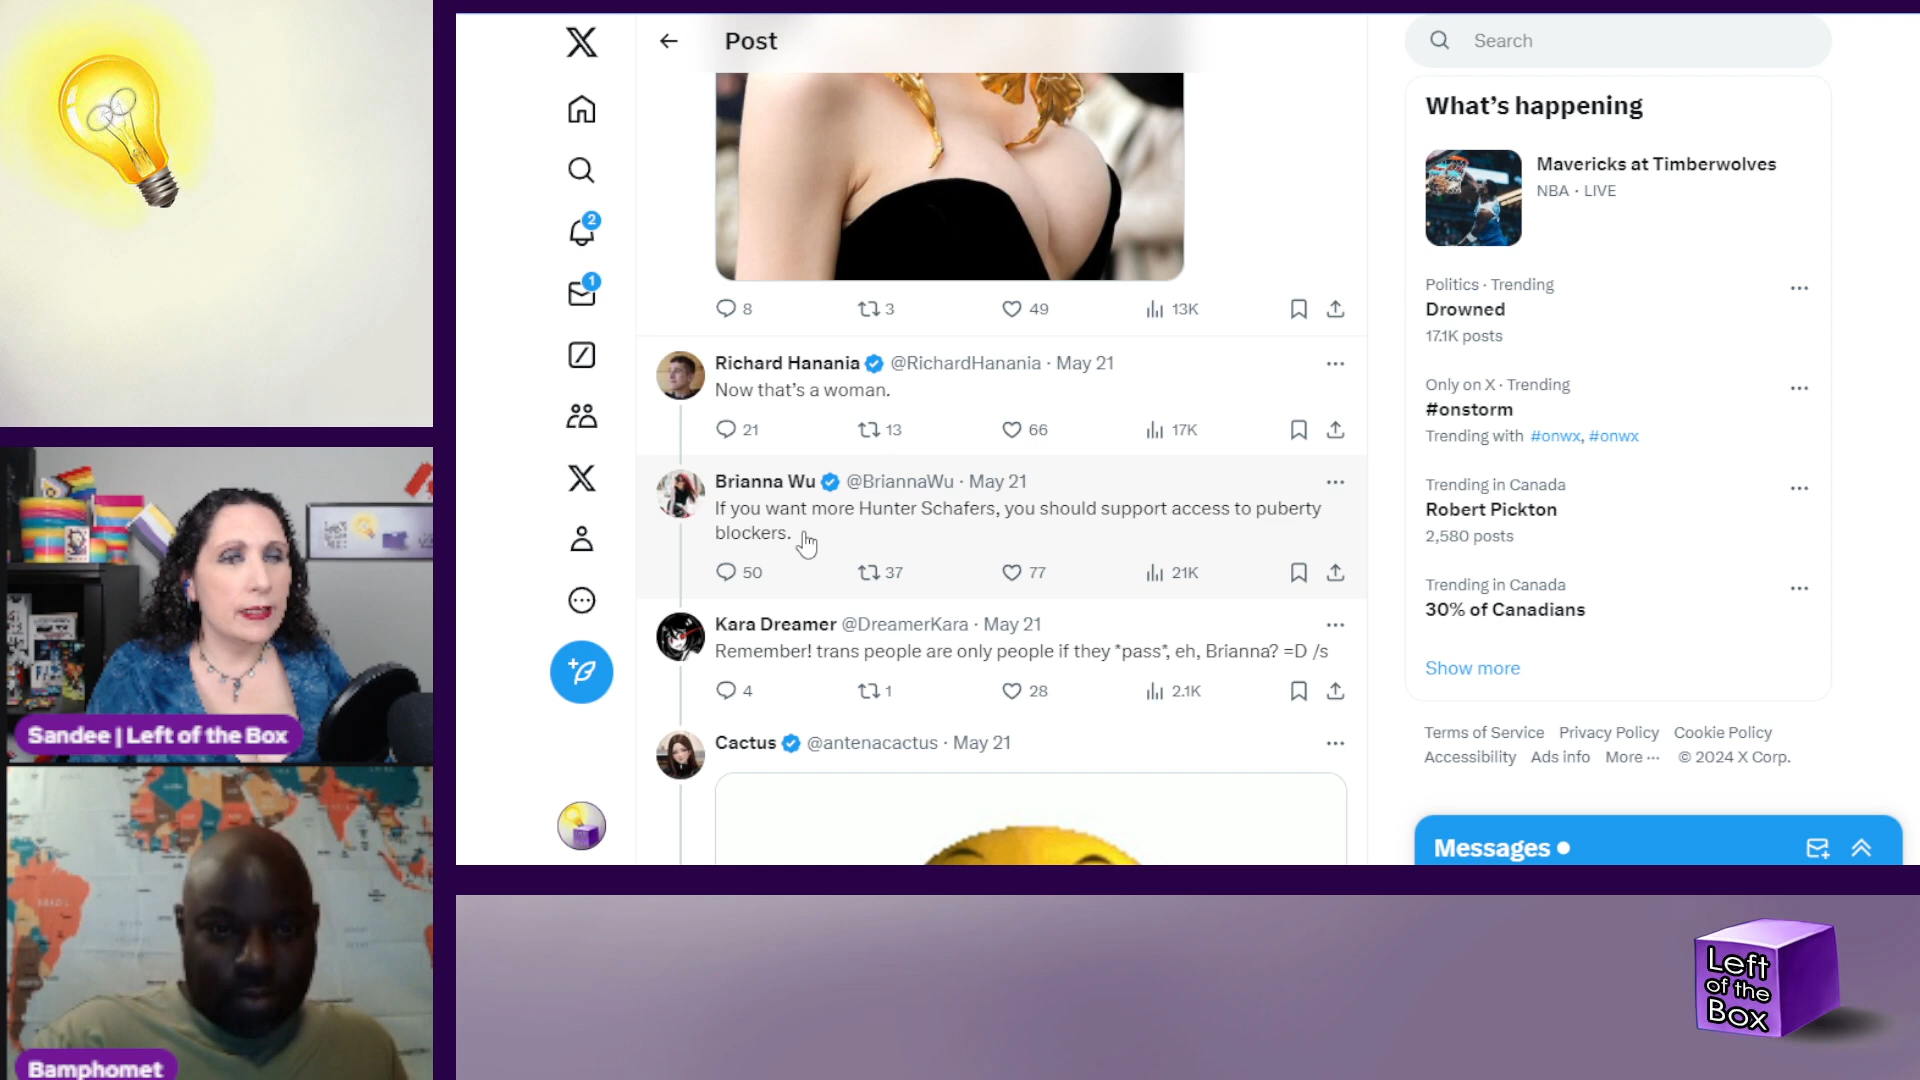 Post
8
3
49
13K
Richard Hanania @RichardHanania · May 21
Now that's a woman.
21
13
66
17K
Brianna Wu @BriannaWu · May 21
If you want more Hunter Schafers, you should support access to puberty
blockers.
50
37
77
21K
Kara Dreamer @DreamerKara · May 21
Remember! trans people are only people if they *pass*, eh, Brianna? =D /s
4
1
28
2.1K
Cactus @antenacactus · May 21
2
1
Search
What's happening
Mavericks at Timberwolves
NBA · LIVE
Politics · Trending
Drowned
17.1K posts
Only on X · Trending
#onstorm
Trending with #onwx, #onwx
Trending in Canada
Robert Pickton
2,580 posts
Trending in Canada
30% of Canadians
Show more
Terms of Service Privacy Policy Cookie Policy
Accessibility Ads info More ··· © 2024 X Corp.
Messages
Sandee | Left of the Box
Bamphomet
Left
of the
Box